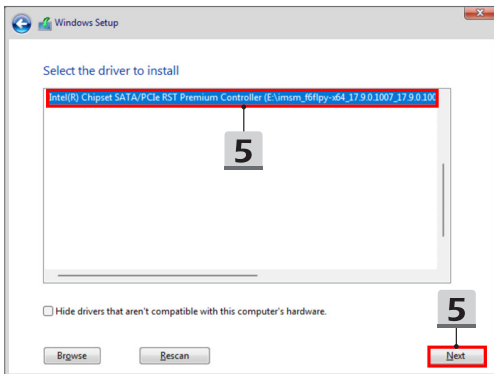 Windows Setup
Select the driver to install
Intel(R) Chipset SATA/PCIe RST Premium Controller (E:\imsm_f6flpy-x64_17.9.0.1007_17.9.0.100
5
Hide drivers that aren't compatible with this computer's hardware.
5
Browse Rescan Next